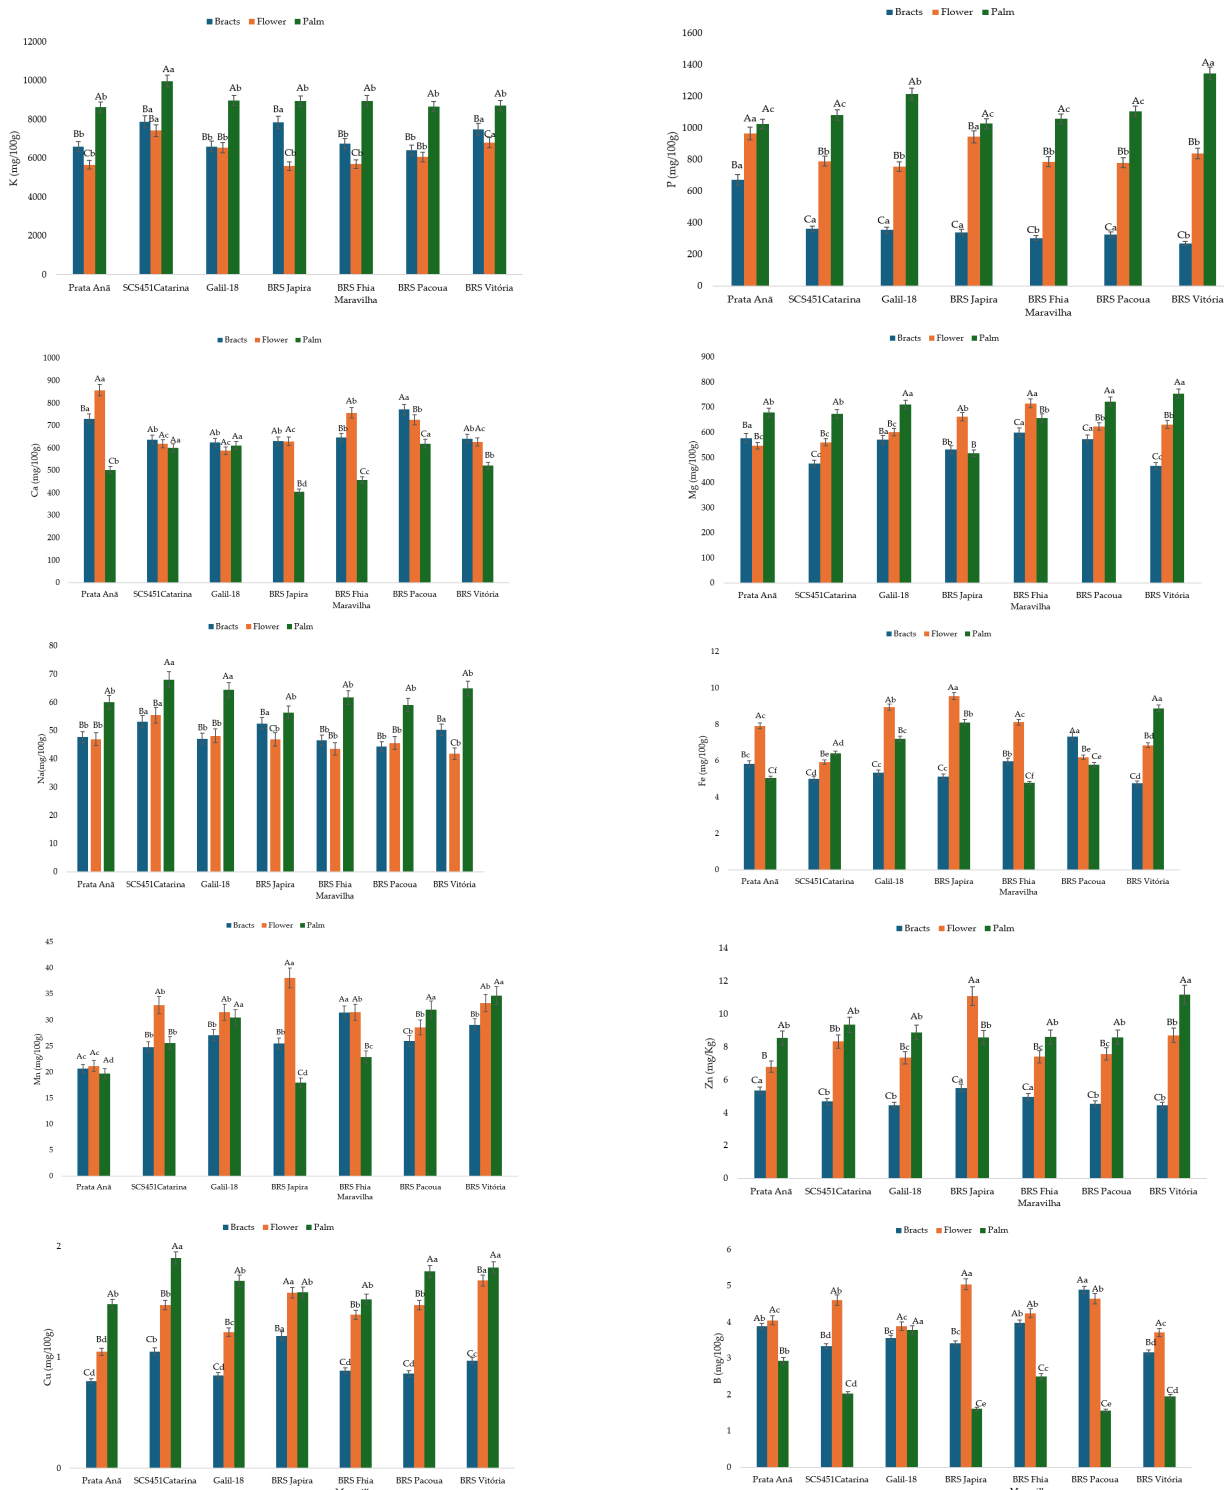 Bracts Flower Palm
K (mg/100g)
12000
10000
8000
6000
4000
2000
0
Bb Cb Ab Ba Ba Aa Bb Bb Ab Ba Cb Ab Bb Cb Ab Bb Bb Ab Ba Ca Ab
Prata Anã SCS451Catarina Galil-18 BRS Japira BRS Fhia BRS Pacoua BRS Vitória
Maravilha
Bracts Flower Palm
P (mg/100g)
1600
1400
1200
1000
800
600
400
200
0
Ba Aa Ac Ca Bb Ac Ca Bb Ab Ca Ba Ac Cb Bb Ac Ca Bb Ac Cb Bb Aa
Prata Anã SCS451Catarina Galil-18 BRS Japira BRS Fhia BRS Pacoua BRS Vitória
Maravilha
Bracts Flower Palm
Ca (mg/100g)
1000
900
800
700
600
500
400
300
200
100
0
Ba Aa Cb Ab Ac Aa Ab Ac Aa Ab Ab Bd Bb Ab Cc Aa Bb Ca Ab Ac Bb
Prata Anã SCS451Catarina Galil-18 BRS Japira BRS Fhia BRS Pacoua BRS Vitória
Maravilha
Bracts Flower Palm
Mg (mg/100g)
900
800
700
600
500
400
300
200
100
0
Ba Bc Ab Cc Bc Ab Ba Bc Aa Bb Ab B Ca Aa Bb Ca Bb Aa Cc Bb Aa
Prata Anã SCS451Catarina Galil-18 BRS Japira BRS Fhia BRS Pacoua BRS Vitória
Maravilha
Bracts Flower Palm
Na(mg/100g)
80
70
60
50
40
30
20
10
0
Bb Bb Ab Ba Ba Aa Bb Bb Aa Ba Cb Ab Bb Bb Ab Bb Bb Ab Ba Cb Ab
Prata Anã SCS451Catarina Galil-18 BRS Japira BRS Fhia BRS Pacoua BRS Vitória
Maravilha
Bracts Flower Palm
Fe (mg/100g)
12
10
8
6
4
2
0
Bc Ac Cf Cd Be Ad Cc Ab Bc Cc Aa Bb Bb Ac Cf Aa Be Ce Cd Bd Aa
Prata Anã SCS451Catarina Galil-18 BRS Japira BRS Fhia BRS Pacoua BRS Vitória
Maravilha
Bracts Flower Palm
Mn (mg/100g)
45
40
35
30
25
20
15
10
5
0
Ac Ac Ad Bb Ab Bb Bb Ab Aa Bb Aa Cd Aa Ab Bc Cb Bb Aa Bb Ab Aa
Prata Anã SCS451Catarina Galil-18 BRS Japira BRS Fhia BRS Pacoua BRS Vitória
Maravilha
Bracts Flower Palm
Zn (mg/Kg)
14
12
10
8
6
4
2
0
Ca B Ab Cb Bb Ab Cb Bc Ab Ca Aa Bb Ca Bc Ab Cb Bc Ab Cb Bb Aa
Prata Anã SCS451Catarina Galil-18 BRS Japira BRS Fhia BRS Pacoua BRS Vitória
Maravilha
Bracts Flower Palm
Cu (mg/100g)
2
1
0
Cd Bd Ab Cb Bb Aa Cd Bc Ab Ba Aa Ab Cd Bb Ab Cd Bb Aa Cc Ba Aa
Prata Anã SCS451Catarina Galil-18 BRS Japira BRS Fhia BRS Pacoua BRS Vitória
Bracts Flower Palm
B (mg/100g)
6
5
4
3
2
1
0
Ab Ac Bb Bd Aa Cd Bc Ac Aa Bc Aa Ce Ab Ab Cc Aa Ab Ce Bd Ac Cd
Prata Anã SCS451Catarina Galil-18 BRS Japira BRS Fhia BRS Pacoua BRS Vitória